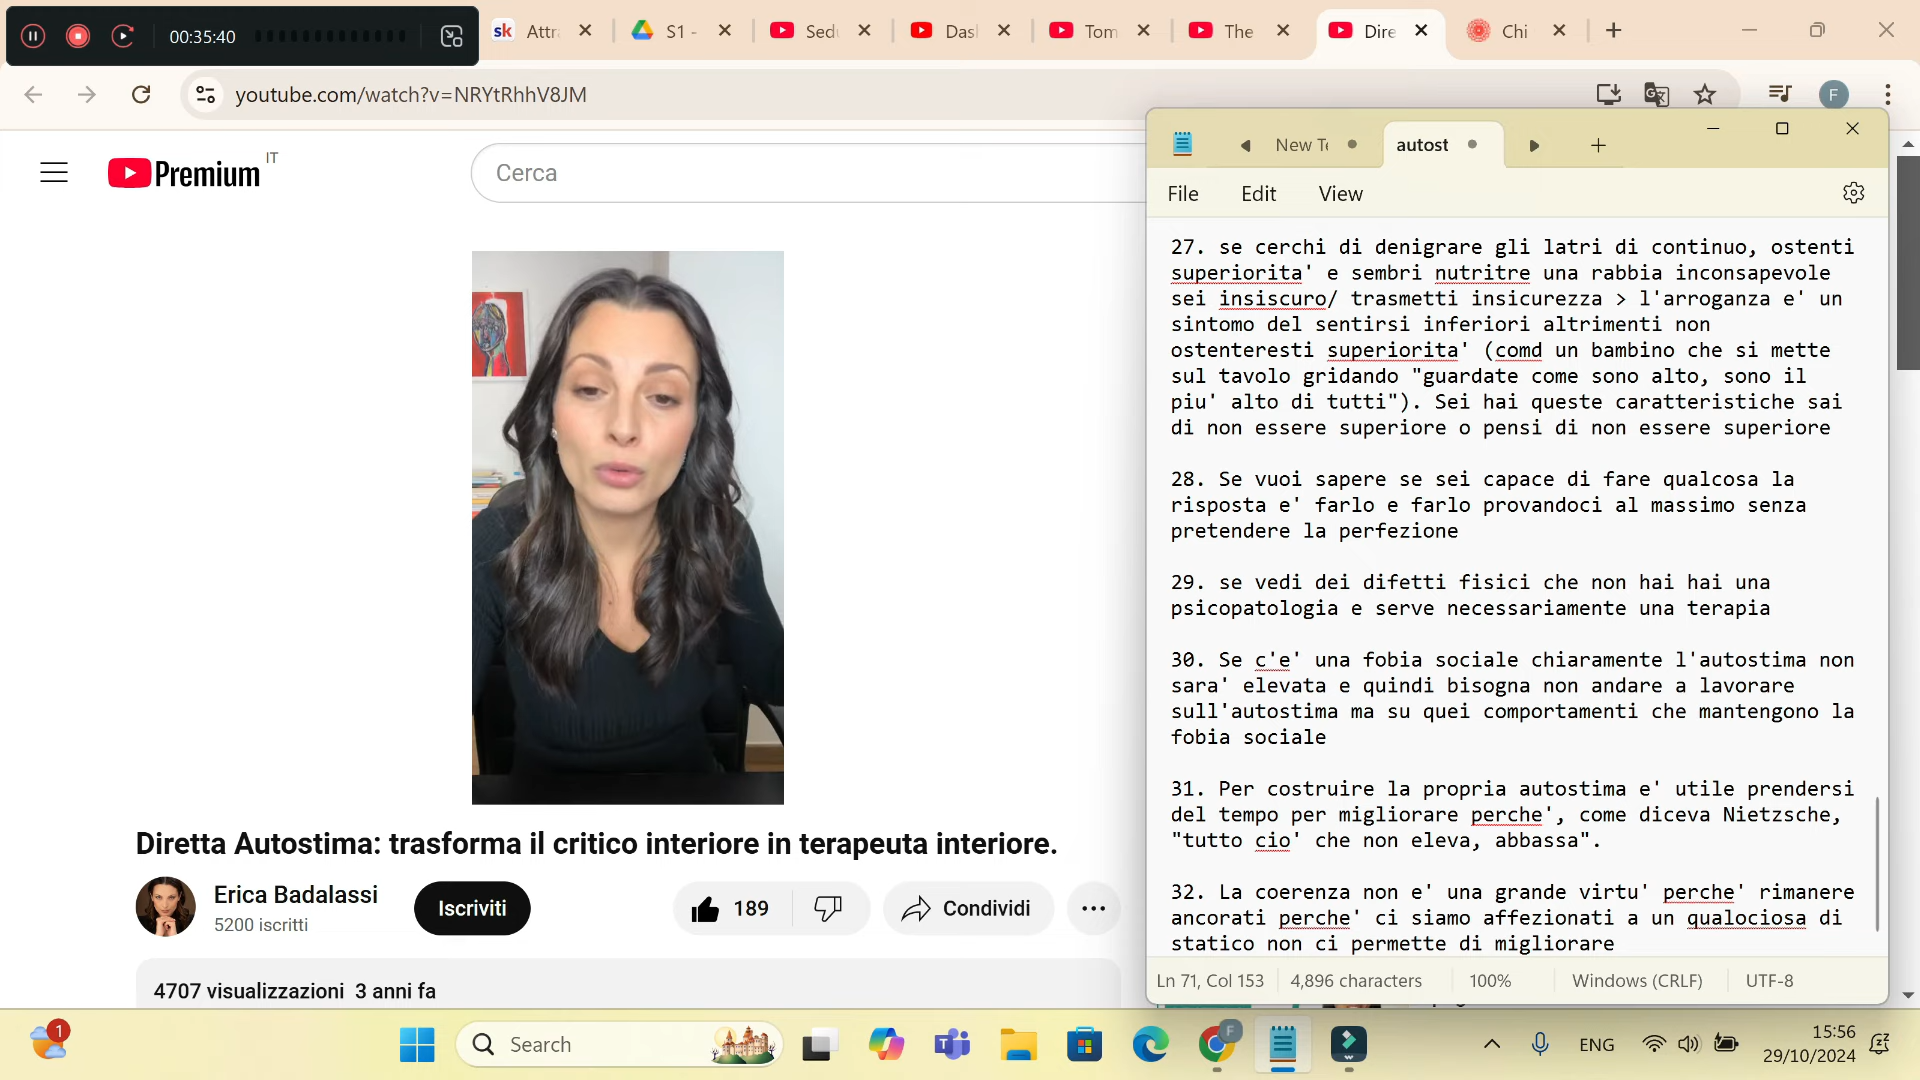 00:35:40
Attra
S1 -
Sedu
Das
Tom
The
Dire
Chi
youtube.com/watch?v=NRYtRhhV8JM
F
Premium
IT
Cerca
New Te
autost
File
Edit
View
27. se cerchi di denigrare gli latri di continuo, ostenti
superiorita' e sembri nutritre una rabbia inconsapevole
sei insiscuro/ trasmetti insicurezza > l'arroganza e' un
sintomo del sentirsi inferiori altrimenti non
ostenteresti superiorita' (comd un bambino che si mette
sul tavolo gridando "guardate come sono alto, sono il
piu' alto di tutti"). Sei hai queste caratteristiche sai
di non essere superiore o pensi di non essere superiore
28. Se vuoi sapere se sei capace di fare qualcosa la
risposta e' farlo e farlo provandoci al massimo senza
pretendere la perfezione
29. se vedi dei difetti fisici che non hai hai una
psicopatologia e serve necessariamente una terapia
30. Se c'e' una fobia sociale chiaramente l'autostima non
sara' elevata e quindi bisogna non andare a lavorare
sull'autostima ma su quei comportamenti che mantengono la
fobia sociale
31. Per costruire la propria autostima e' utile prendersi
del tempo per migliorare perche', come diceva Nietzsche,
"tutto cio' che non eleva, abbassa".
32. La coerenza non e' una grande virtu' perche' rimanere
ancorati perche' ci siamo affezionati a un qualociosa di
statico non ci permette di migliorare
Ln 71, Col 153
4,896 characters
100%
Windows (CRLF)
UTF-8
Diretta Autostima: trasforma il critico interiore in terapeuta interiore.
Erica Badalassi
5200 iscritti
Iscriviti
189
Condividi
4707 visualizzazioni 3 anni fa
1
Search
F
ENG
15:56
29/10/2024